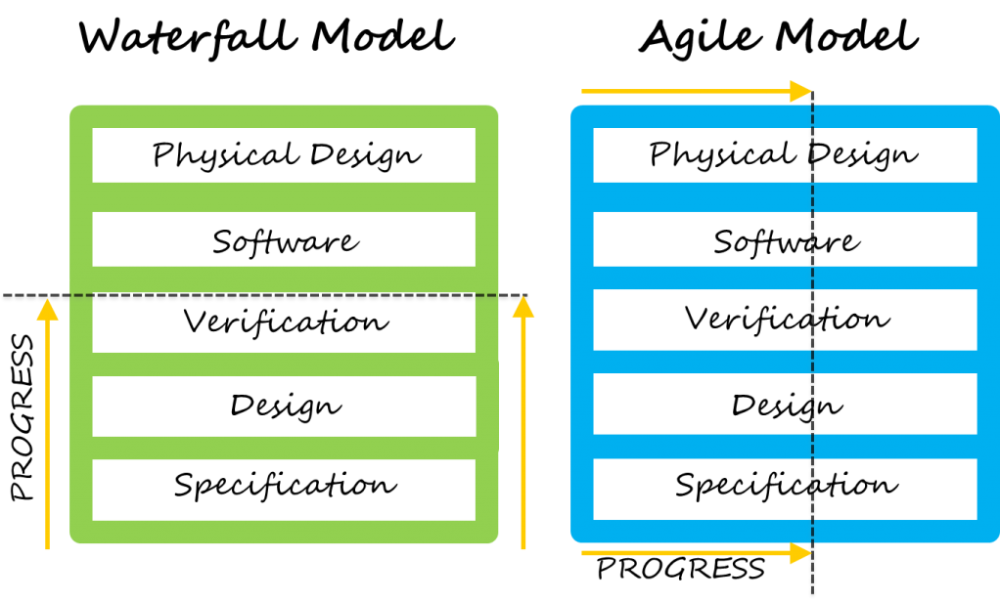 Waterfall Model
Physical Design
Software
Verification
Design
Specification
PROGRESS
Agile Model
Physical Design
Software
Verification
Design
Specification
PROGRESS